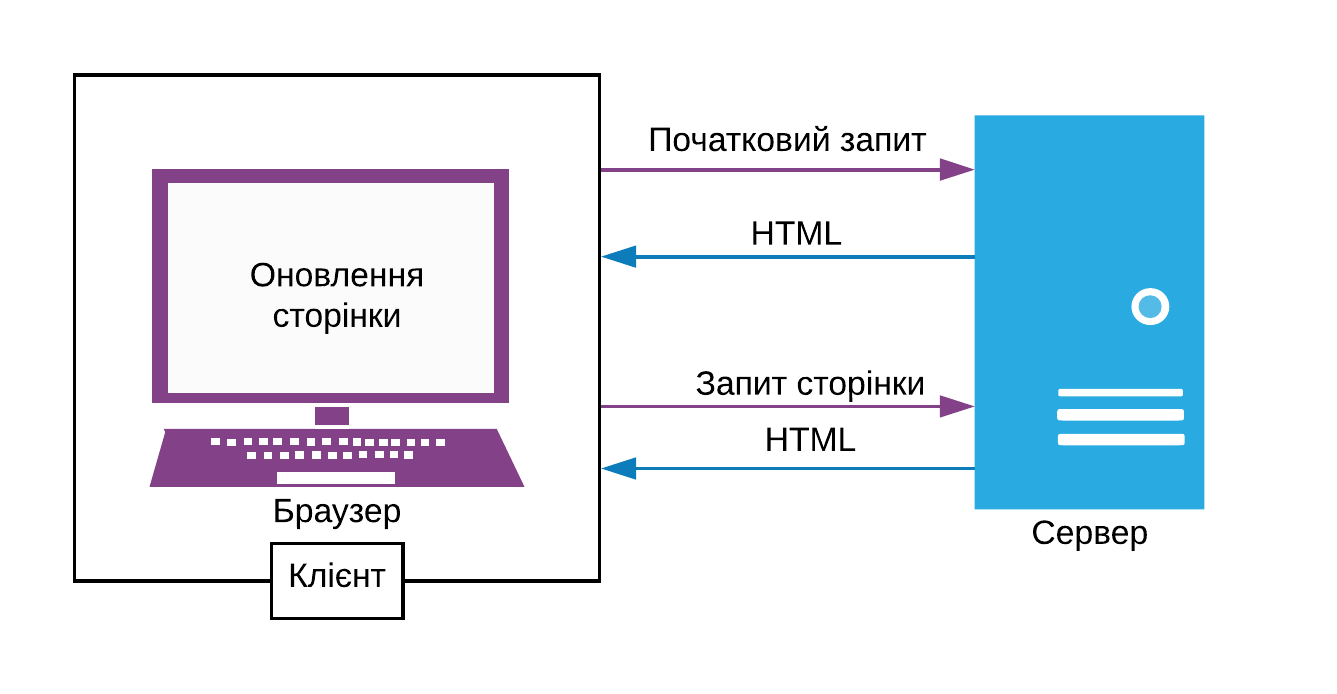 Початковий запит
HTML
Оновлення
сторінки
Запит сторінки
HTML
Браузер
Сервер
Клієнт